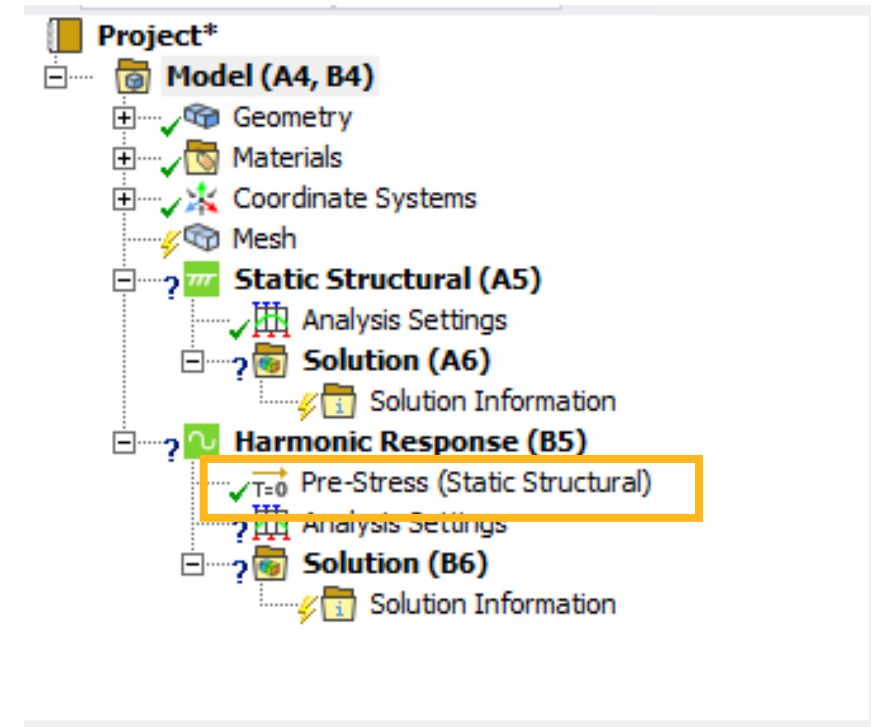 Project*
Model (A4, B4)
Geometry
Materials
Coordinate Systems
Mesh
Static Structural (A5)
Analysis Settings
Solution (A6)
Solution Information
Harmonic Response (B5)
T=0 Pre-Stress (Static Structural)
Analysis Settings
Solution (B6)
Solution Information